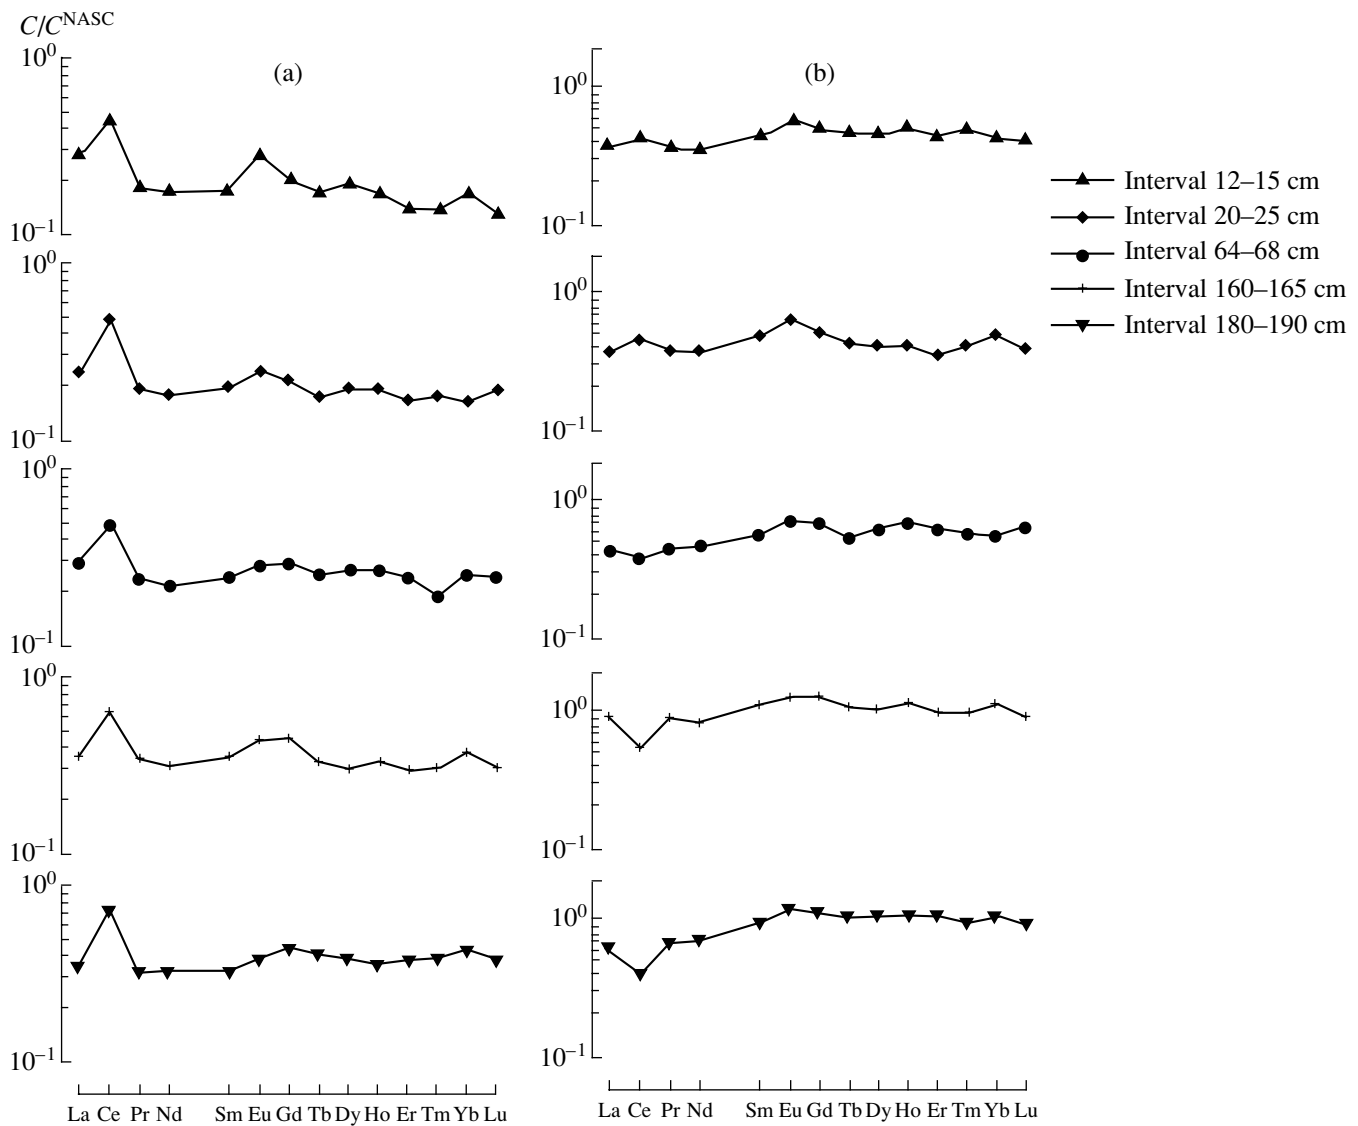 C/C^NASC
(a)
(b)
10^0
10^-1
10^0
10^-1
10^0
10^-1
10^0
10^-1
10^0
10^-1
10^0
10^-1
10^0
10^-1
10^0
10^-1
10^0
10^-1
10^0
10^-1
Interval 12–15 cm
Interval 20–25 cm
Interval 64–68 cm
Interval 160–165 cm
Interval 180–190 cm
La Ce Pr Nd Sm Eu Gd Tb Dy Ho Er Tm Yb Lu
La Ce Pr Nd Sm Eu Gd Tb Dy Ho Er Tm Yb Lu